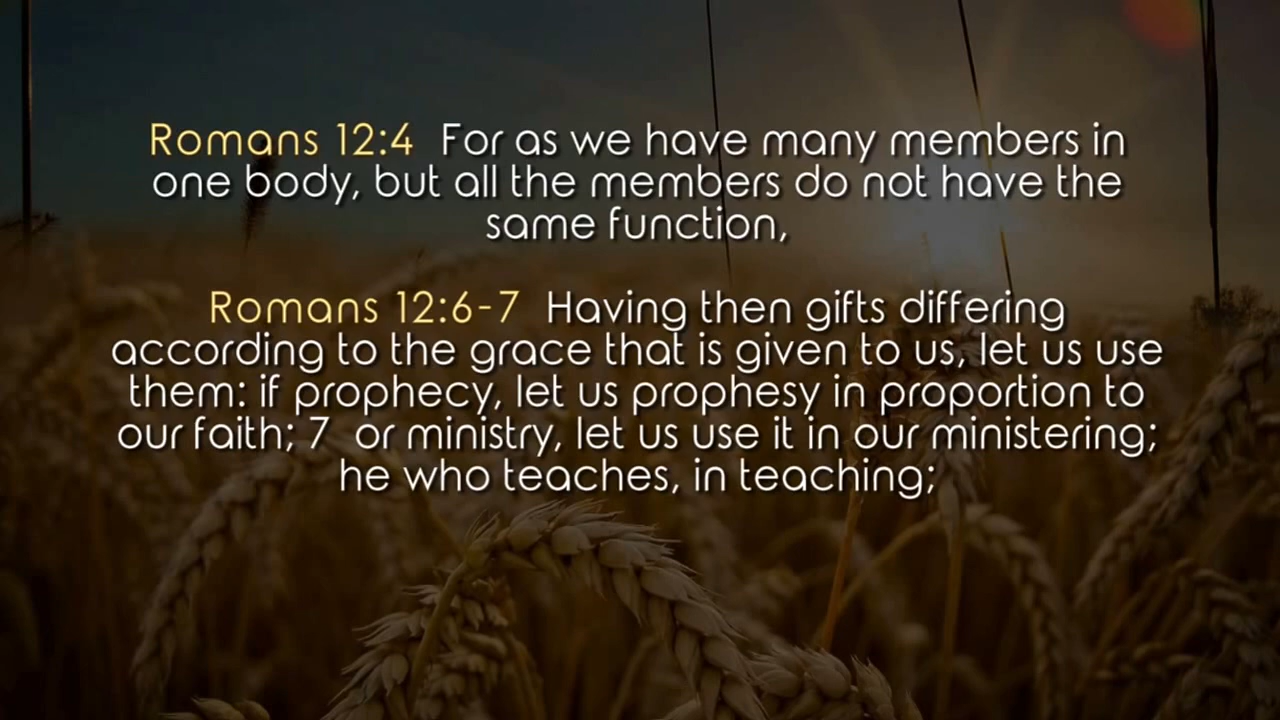 Romans 12:4 For as we have many members in
one body, but all the members do not have the
same function,
Romans 12:6-7 Having then gifts differing
according to the grace that is given to us, let us use
them: if prophecy, let us prophesy in proportion to
our faith; 7 or ministry, let us use it in our ministering;
he who teaches, in teaching;